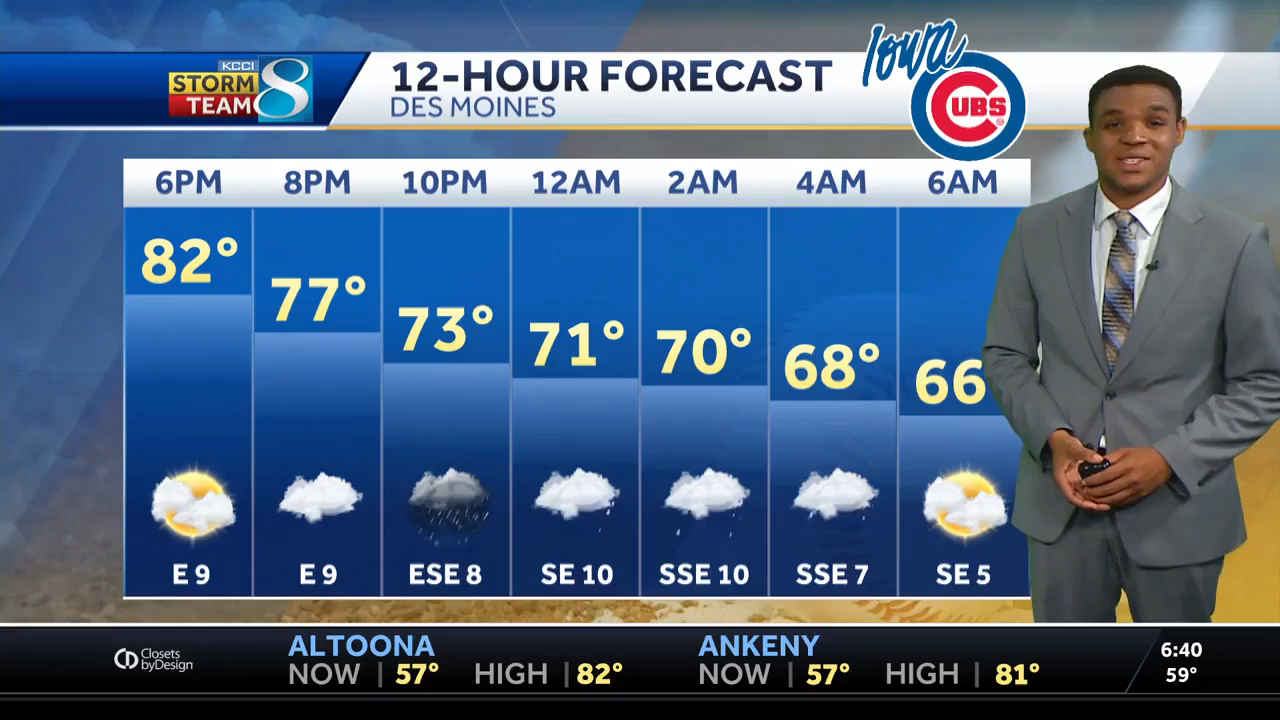 KCCI
STORM
TEAM 8
12-HOUR FORECAST
DES MOINES
Iowa
CUBS
®
6PM 8PM 10PM 12AM 2AM 4AM 6AM
82° 77° 73° 71° 70° 68° 66
E 9 E 9 ESE 8 SE 10 SSE 10 SSE 7 SE 5
Closets
byDesign
ALTOONA
NOW | 57° HIGH | 82°
ANKENY
NOW | 57° HIGH | 81°
6:40
59°